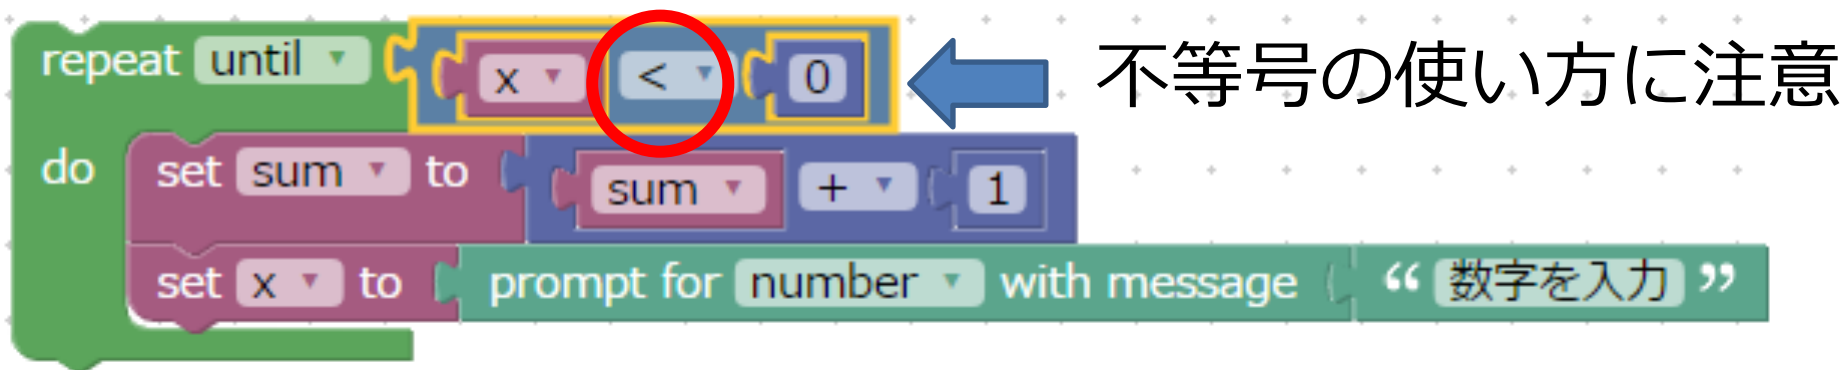 repeat until x < 0 不等号の使い方に注意
do set sum to sum + 1
set x to prompt for number with message “ 数字を入力 ”